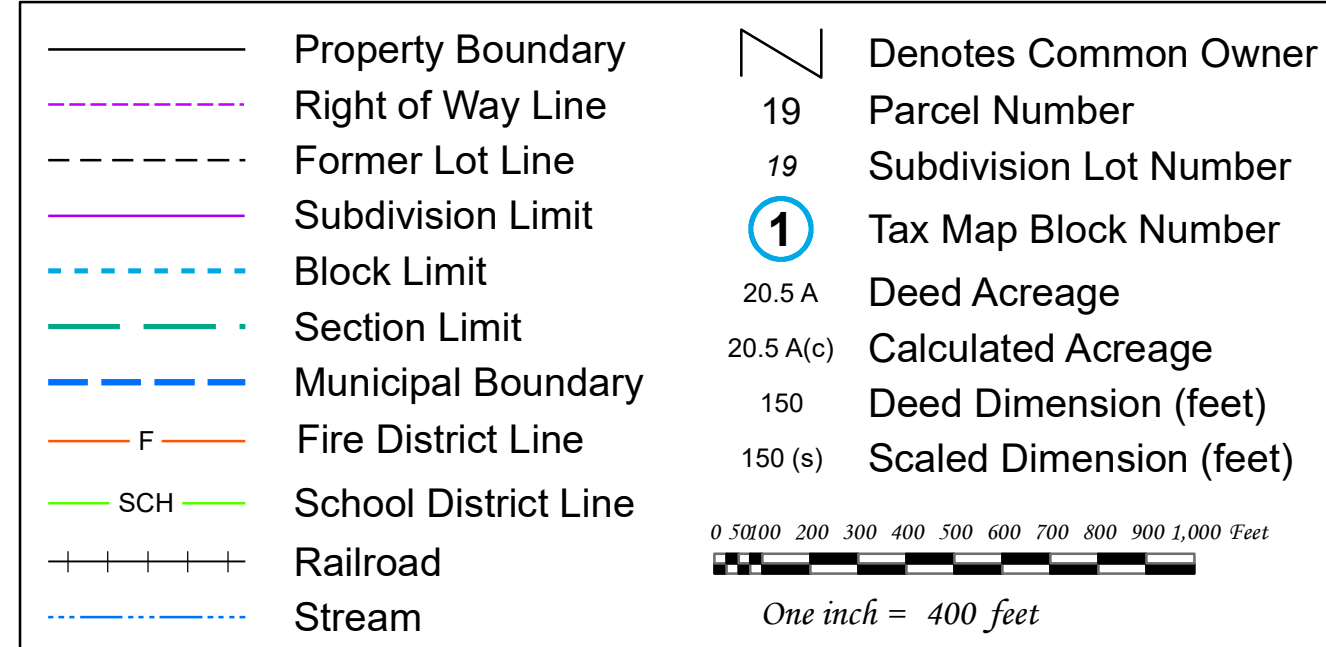 Property Boundary
Right of Way Line
Former Lot Line
Subdivision Limit
Block Limit
Section Limit
Municipal Boundary
F Fire District Line
SCH School District Line
Railroad
Stream
Denotes Common Owner
19 Parcel Number
19 Subdivision Lot Number
1 Tax Map Block Number
20.5 A Deed Acreage
20.5 A(c) Calculated Acreage
150 Deed Dimension (feet)
150 (s) Scaled Dimension (feet)
0 50 100 200 300 400 500 600 700 800 900 1,000 Feet
One inch = 400 feet